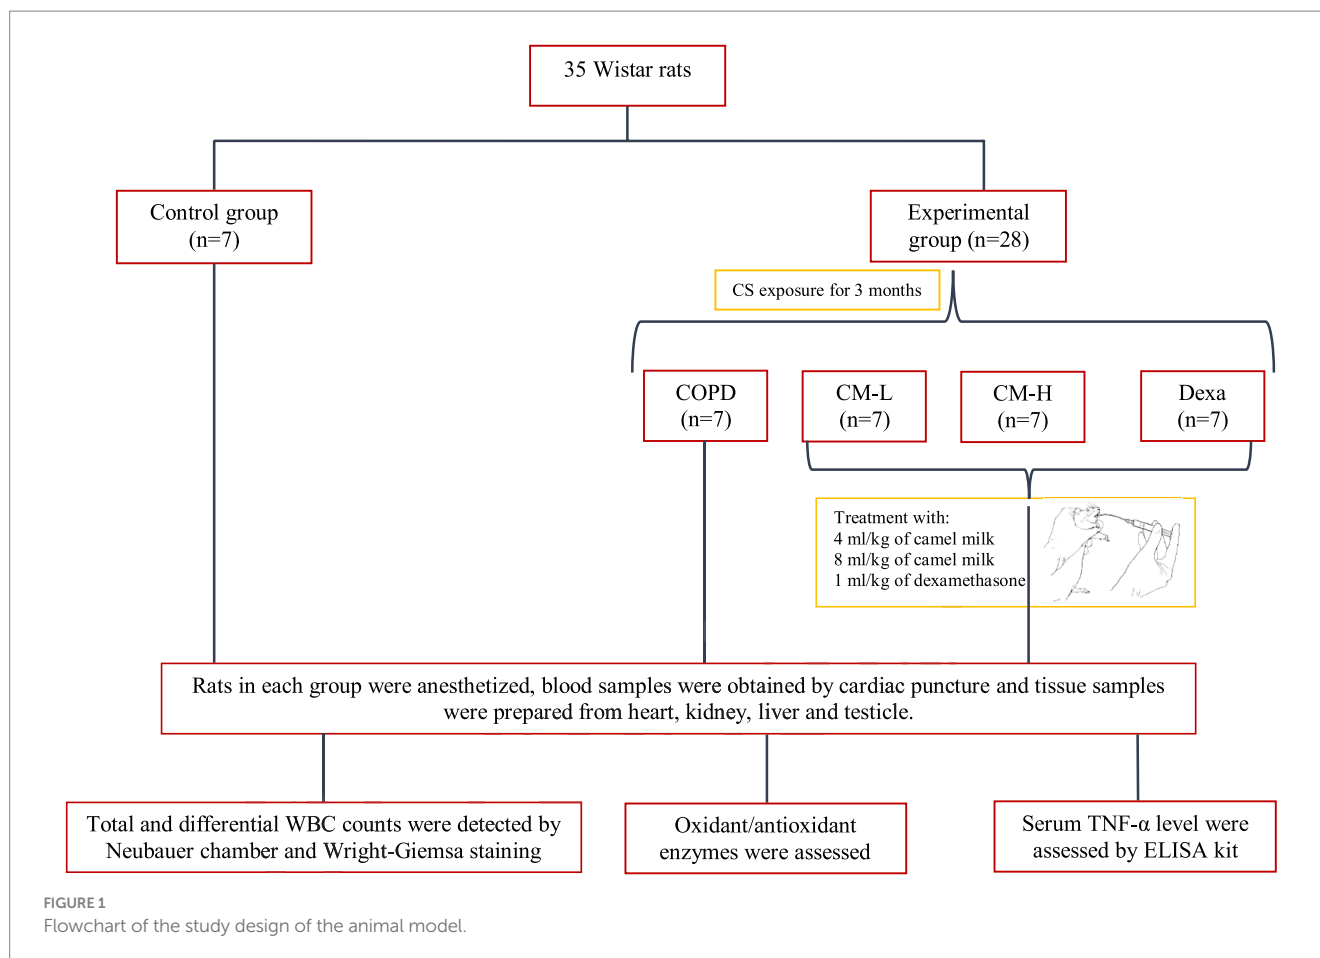 35 Wistar rats
Control group
(n=7)
Experimental
group (n=28)
CS exposure for 3 months
COPD
(n=7)
CM-L
(n=7)
CM-H
(n=7)
Dexa
(n=7)
Treatment with:
4 ml/kg of camel milk
8 ml/kg of camel milk
1 ml/kg of dexamethasone
Rats in each group were anesthetized, blood samples were obtained by cardiac puncture and tissue samples
were prepared from heart, kidney, liver and testicle.
Total and differential WBC counts were detected by
Neubauer chamber and Wright-Giemsa staining
Oxidant/antioxidant
enzymes were assessed
Serum TNF-α level were
assessed by ELISA kit
FIGURE 1
Flowchart of the study design of the animal model.